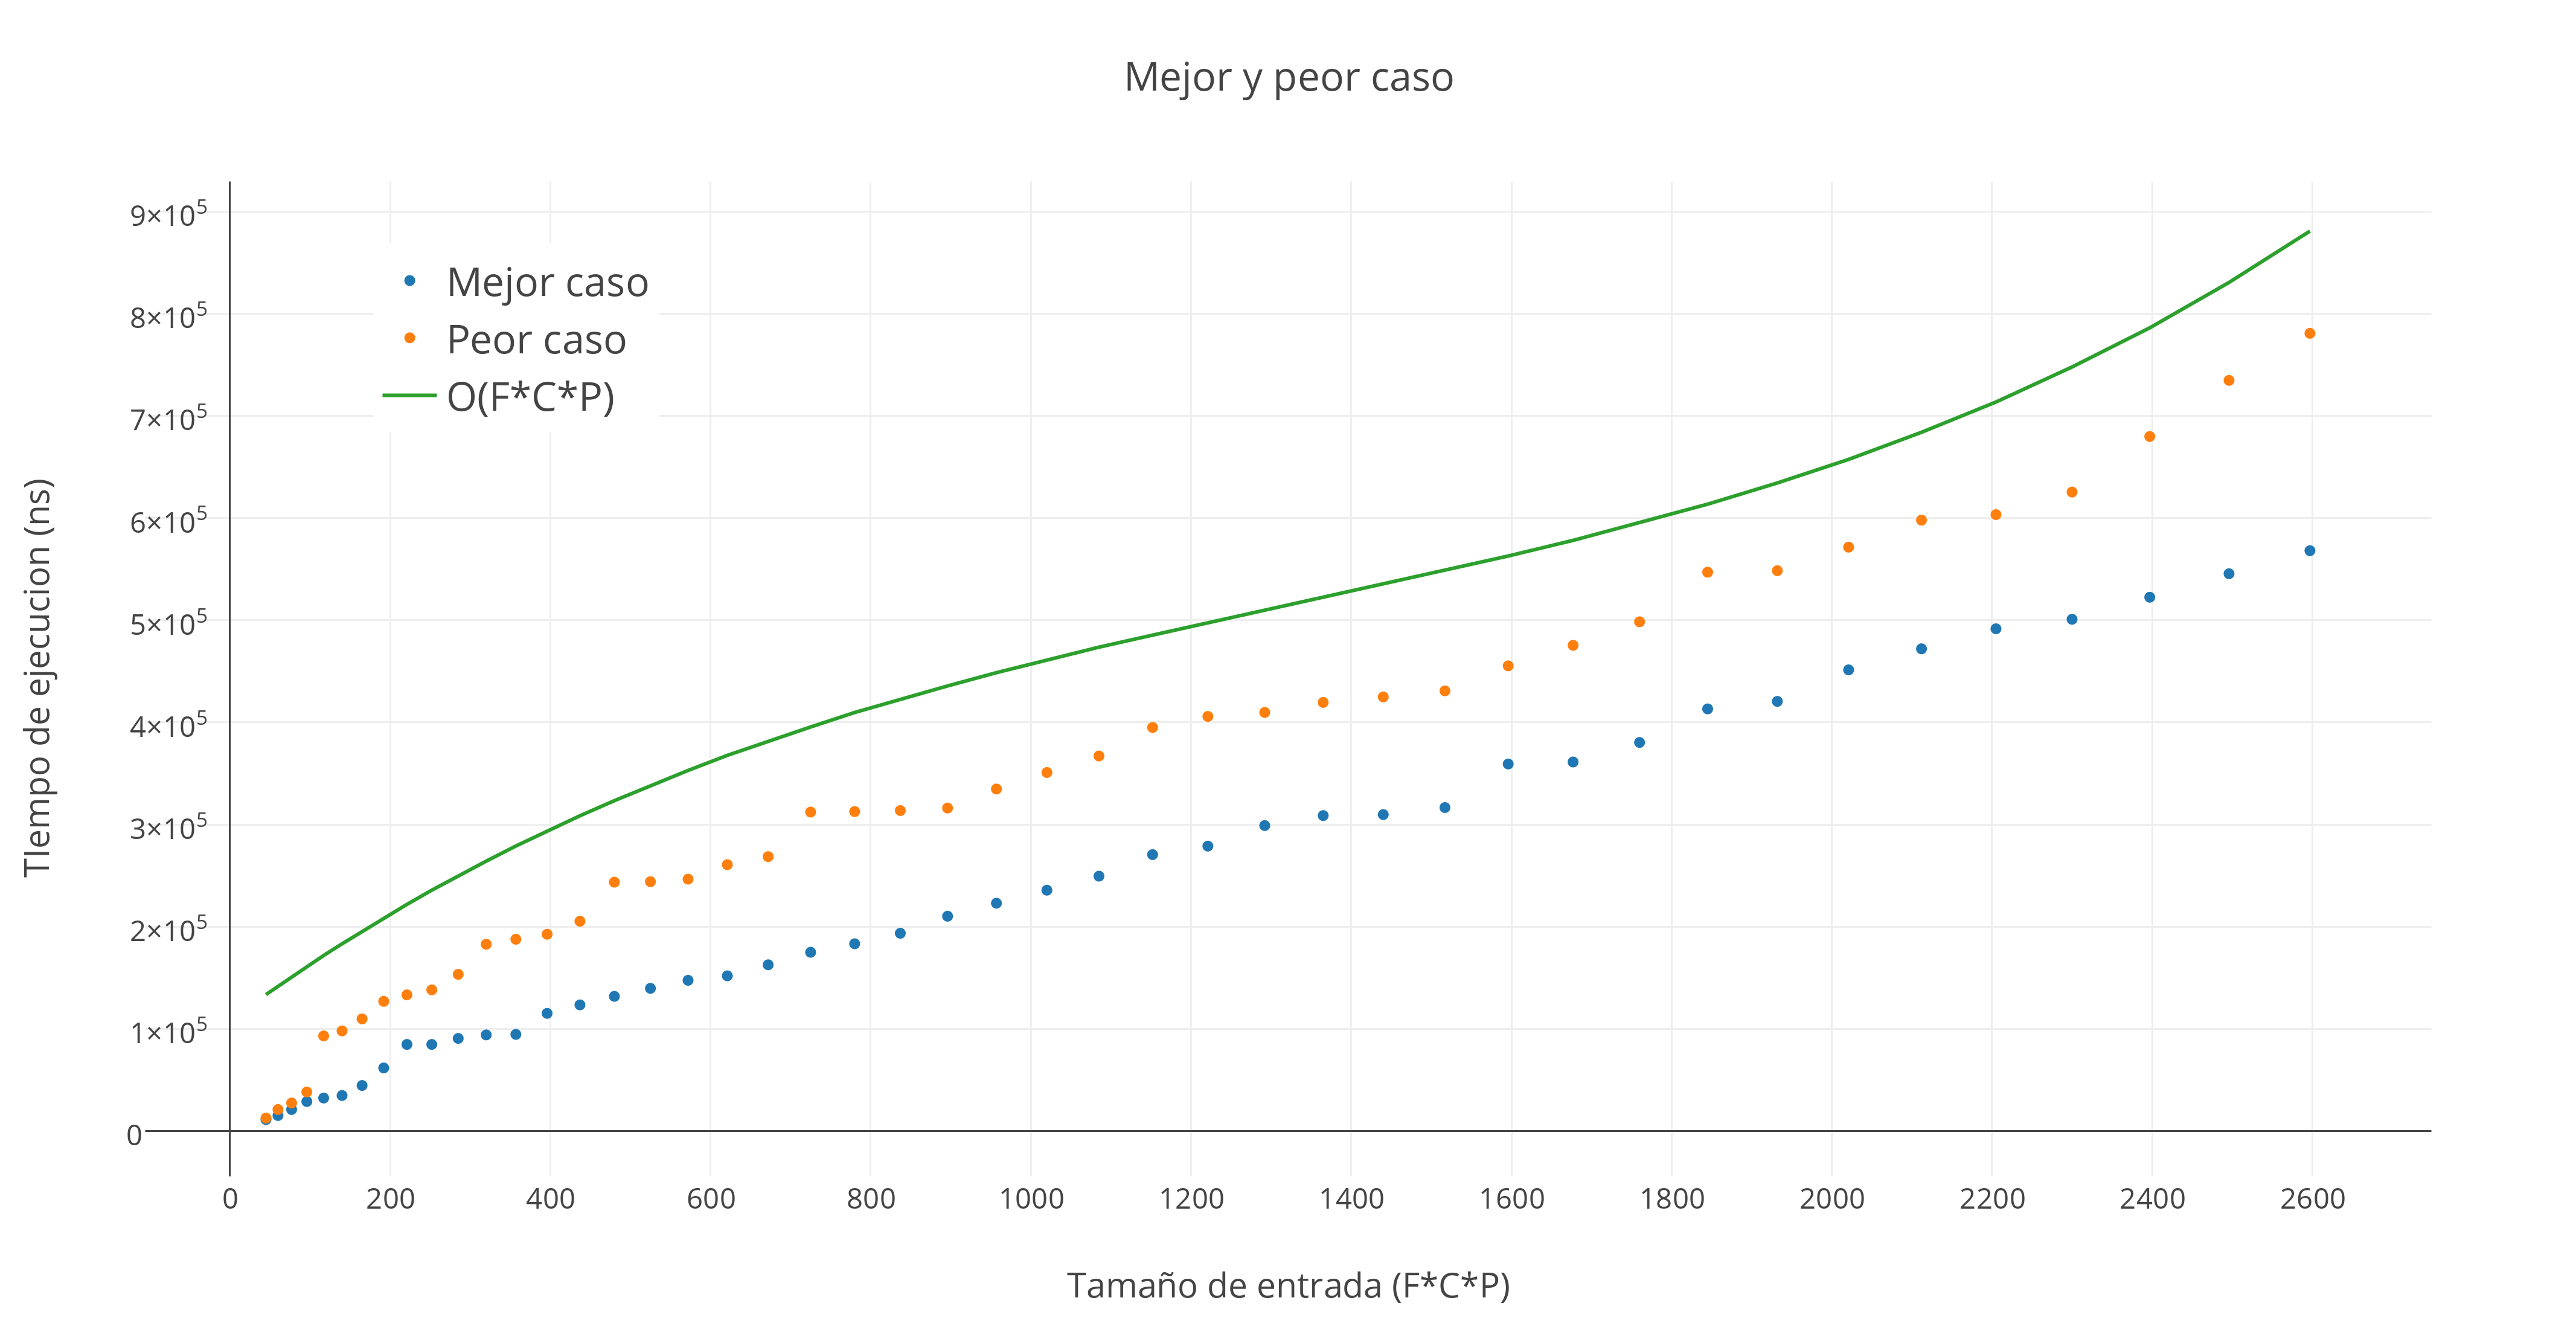 Mejor y peor caso
9×10⁵
8×10⁵
7×10⁵
6×10⁵
5×10⁵
4×10⁵
3×10⁵
2×10⁵
1×10⁵
0
Mejor caso
Peor caso
O(F*C*P)
TIempo de ejecucion (ns)
0 200 400 600 800 1000 1200 1400 1600 1800 2000 2200 2400 2600
Tamaño de entrada (F*C*P)